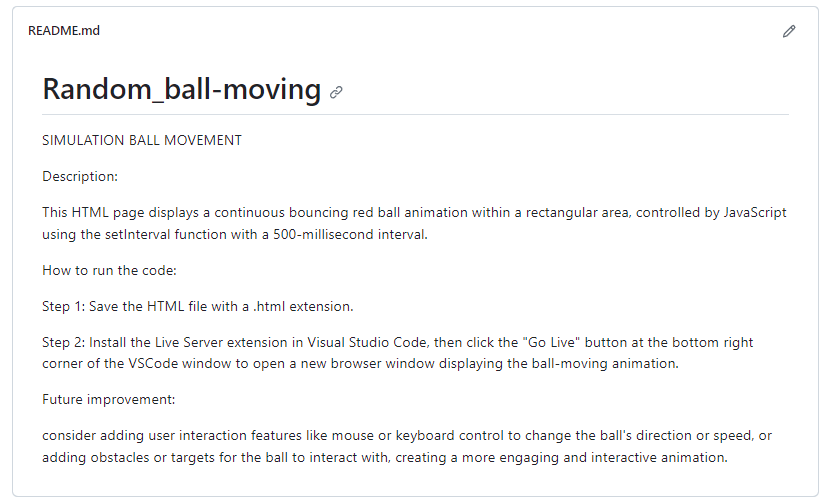 README.md
Random_ball-moving
SIMULATION BALL MOVEMENT
Description:
This HTML page displays a continuous bouncing red ball animation within a rectangular area, controlled by JavaScript
using the setInterval function with a 500-millisecond interval.
How to run the code:
Step 1: Save the HTML file with a .html extension.
Step 2: Install the Live Server extension in Visual Studio Code, then click the "Go Live" button at the bottom right
corner of the VSCode window to open a new browser window displaying the ball-moving animation.
Future improvement:
consider adding user interaction features like mouse or keyboard control to change the ball's direction or speed, or
adding obstacles or targets for the ball to interact with, creating a more engaging and interactive animation.